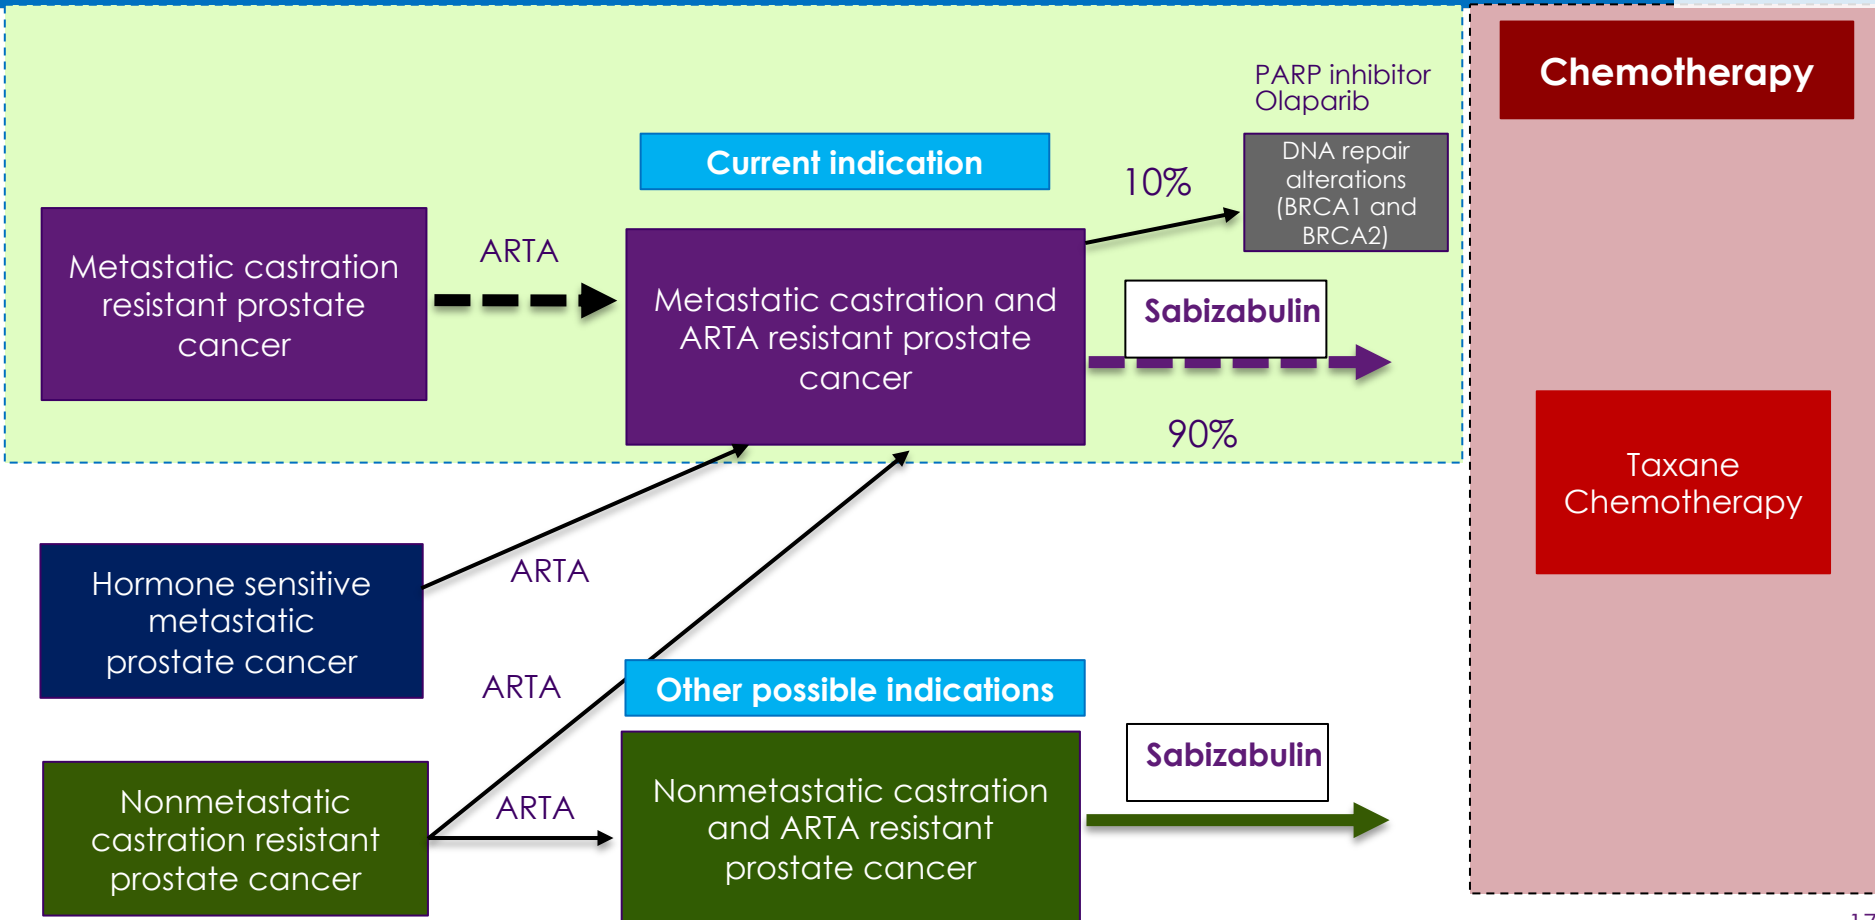 Chemotherapy
PARP inhibitor
Olaparib
Current indication
10%
DNA repair
alterations
(BRCA1 and
BRCA2)
Metastatic castration
resistant prostate
cancer
ARTA
Metastatic castration and
ARTA resistant prostate
cancer
Sabizabulin
90%
Taxane
Chemotherapy
Hormone sensitive
metastatic
prostate cancer
ARTA
ARTA
Other possible indications
Nonmetastatic
castration resistant
prostate cancer
ARTA
Nonmetastatic castration
and ARTA resistant
prostate cancer
Sabizabulin
17